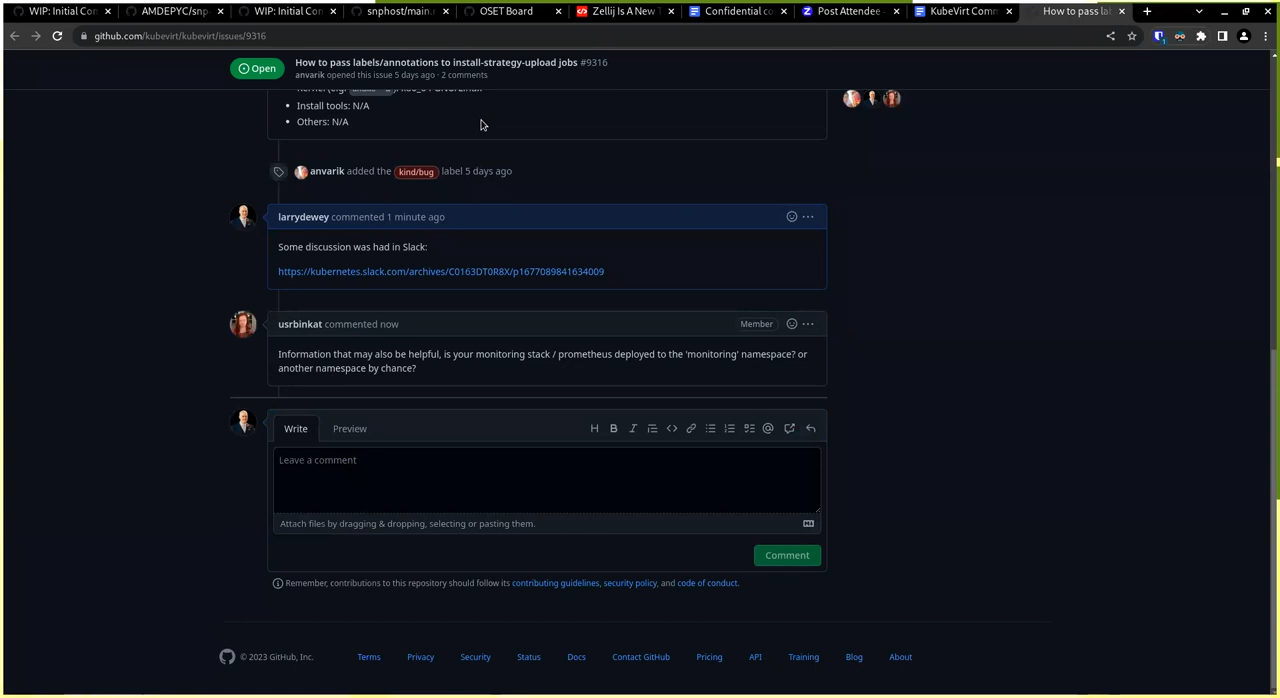 WIP: Initial Con
AMDEPYC/snp
WIP: Initial Con
snphost/main.
OSET Board
Zellij Is A New T
Confidential co
Post Attendee -
KubeVirt Comm
How to pass lab
github.com/kubevirt/kubevirt/issues/9316
Open
How to pass labels/annotations to install-strategy-upload jobs #9316
anvarik opened this issue 5 days ago · 2 comments
Install tools: N/A
Others: N/A
anvarik added the kind/bug label 5 days ago
larrydewey commented 1 minute ago
Some discussion was had in Slack:
https://kubernetes.slack.com/archives/C0163DT0R8X/p1677089841634009
usrbinkat commented now
Member
Information that may also be helpful, is your monitoring stack / prometheus deployed to the 'monitoring' namespace? or
another namespace by chance?
Write
Preview
Leave a comment
Attach files by dragging & dropping, selecting or pasting them.
Comment
Remember, contributions to this repository should follow its contributing guidelines, security policy, and code of conduct.
© 2023 GitHub, Inc.
Terms
Privacy
Security
Status
Docs
Contact GitHub
Pricing
API
Training
Blog
About